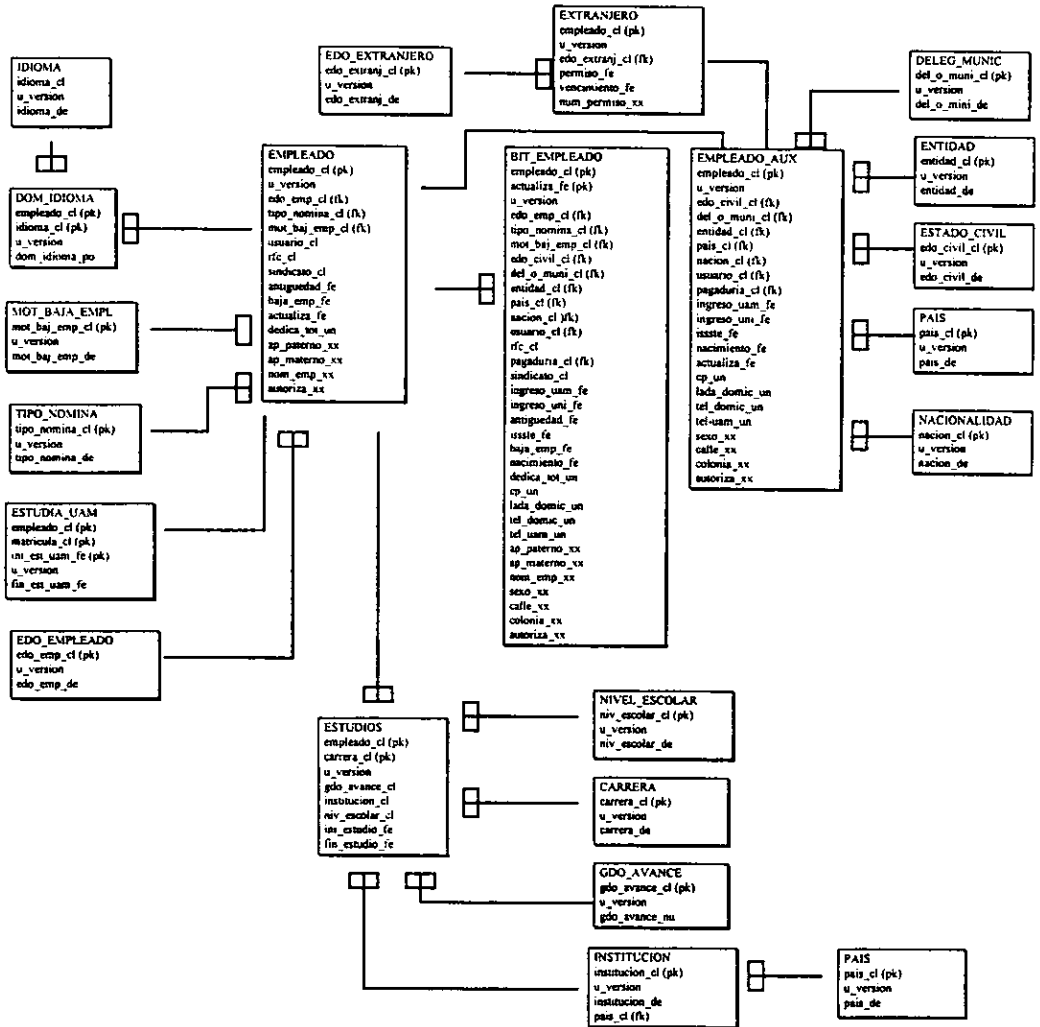 EXTRANJERO
empleado_cl (pk)
u_version
edo_extranj_cl (fk)
permiso_fe
vencimiento_fe
num_permiso_xx
EDO_EXTRANJERO
edo_extranj_cl (pk)
u_version
edo_extranj_de
IDIOMA
idioma_cl
u_version
idioma_de
DELEG_MUNIC
del_o_muni_cl (pk)
u_version
del_o_mini_de
EMPLEADO
empleado_cl (pk)
u_version
edo_emp_cl (fk)
tipo_nomina_cl (fk)
mot_baj_emp_cl (fk)
usuario_cl
rfc_cl
sindicato_cl
antiguedad_fe
baja_emp_fe
actualiza_fe
dedica_tot_un
ap_paterno_xx
ap_materno_xx
nom_emp_xx
autoriza_xx
BIT_EMPLEADO
empleado_cl (pk)
actualiza_fe (pk)
u_version
edo_emp_cl (fk)
tipo_nomina_cl (fk)
mot_baj_emp_cl (fk)
edo_civil_cl (fk)
del_o_muni_cl (fk)
entidad_cl (fk)
pais_cl (fk)
nacion_cl )fk)
usuario_cl (fk)
rfc_cl
pagaduria_cl (fk)
sindicato_cl
ingreso_uam_fe
ingreso_uni_fe
antiguedad_fe
issste_fe
baja_emp_fe
nacimiento_fe
dedica_tot_un
cp_un
lada_domic_un
tel_domic_un
tel_uam_un
ap_paterno_xx
ap_materno_xx
nom_emp_xx
sexo_xx
calle_xx
colonia_xx
autoriza_xx
EMPLEADO_AUX
empleado_cl (pk)
u_version
edo_civil_cl (fk)
del_o_muni_cl (fk)
entidad_cl (fk)
pais_cl (fk)
nacion_cl (fk)
usuario_cl (fk)
pagaduria_cl (fk)
ingreso_uam_fe
ingreso_uni_fe
issste_fe
nacimiento_fe
actualiza_fe
cp_un
lada_domic_un
tel_domic_un
tel-uam_un
sexo_xx
calle_xx
colonia_xx
autoriza_xx
ENTIDAD
entidad_cl (pk)
u_version
entidad_de
DOM_IDIOMA
empleado_cl (pk)
idioma_cl (pk)
u_version
dom_idioma_po
ESTADO_CIVIL
edo_civil_cl (pk)
u_version
edo_civil_de
MOT_BAJA_EMPL
mot_baj_emp_cl (pk)
u_version
mot_baj_emp_de
PAIS
pais_cl (pk)
u_version
pais_de
TIPO_NOMINA
tipo_nomina_cl (pk)
u_version
tipo_nomina_de
NACIONALIDAD
nacion_cl (pk)
u_version
nacion_de
ESTUDIA_UAM
empleado_cl (pk)
matricula_cl (pk)
ini_est_uam_fe (pk)
u_version
fin_est_uam_fe
EDO_EMPLEADO
edo_emp_cl (pk)
u_version
edo_emp_de
ESTUDIOS
empleado_cl (pk)
carrera_cl (pk)
u_version
gdo_avance_cl
institucion_cl
niv_escolar_cl
ini_estudio_fe
fin_estudio_fe
NIVEL_ESCOLAR
niv_escolar_cl (pk)
u_version
niv_escolar_de
CARRERA
carrera_cl (pk)
u_version
carrera_de
GDO_AVANCE
gdo_avance_cl (pk)
u_version
gdo_avance_nu
INSTITUCION
institucion_cl (pk)
u_version
institucion_de
pais_cl (fk)
PAIS
pais_cl (pk)
u_version
pais_de